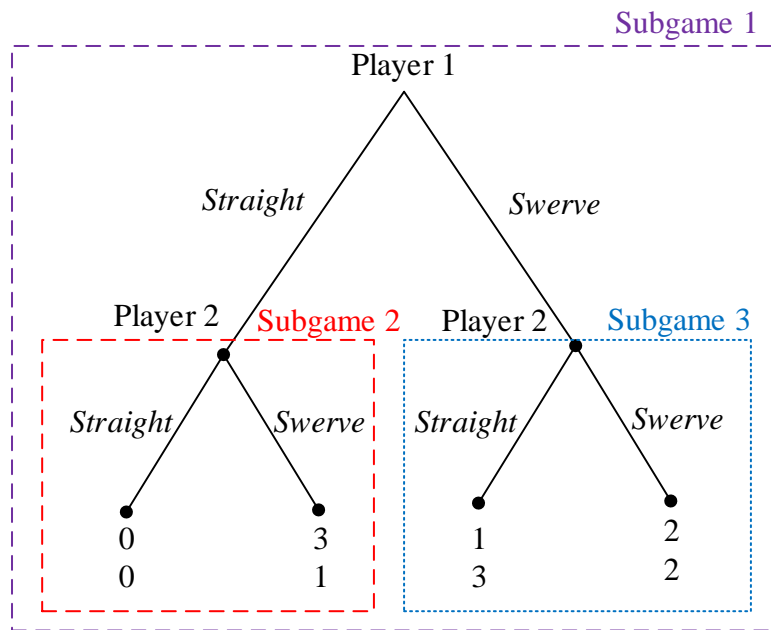 Subgame 1
Player 1
Straight
Swerve
Player 2
Subgame 2
Player 2
Subgame 3
Straight
Swerve
Straight
Swerve
0
3
1
2
0
1
3
2